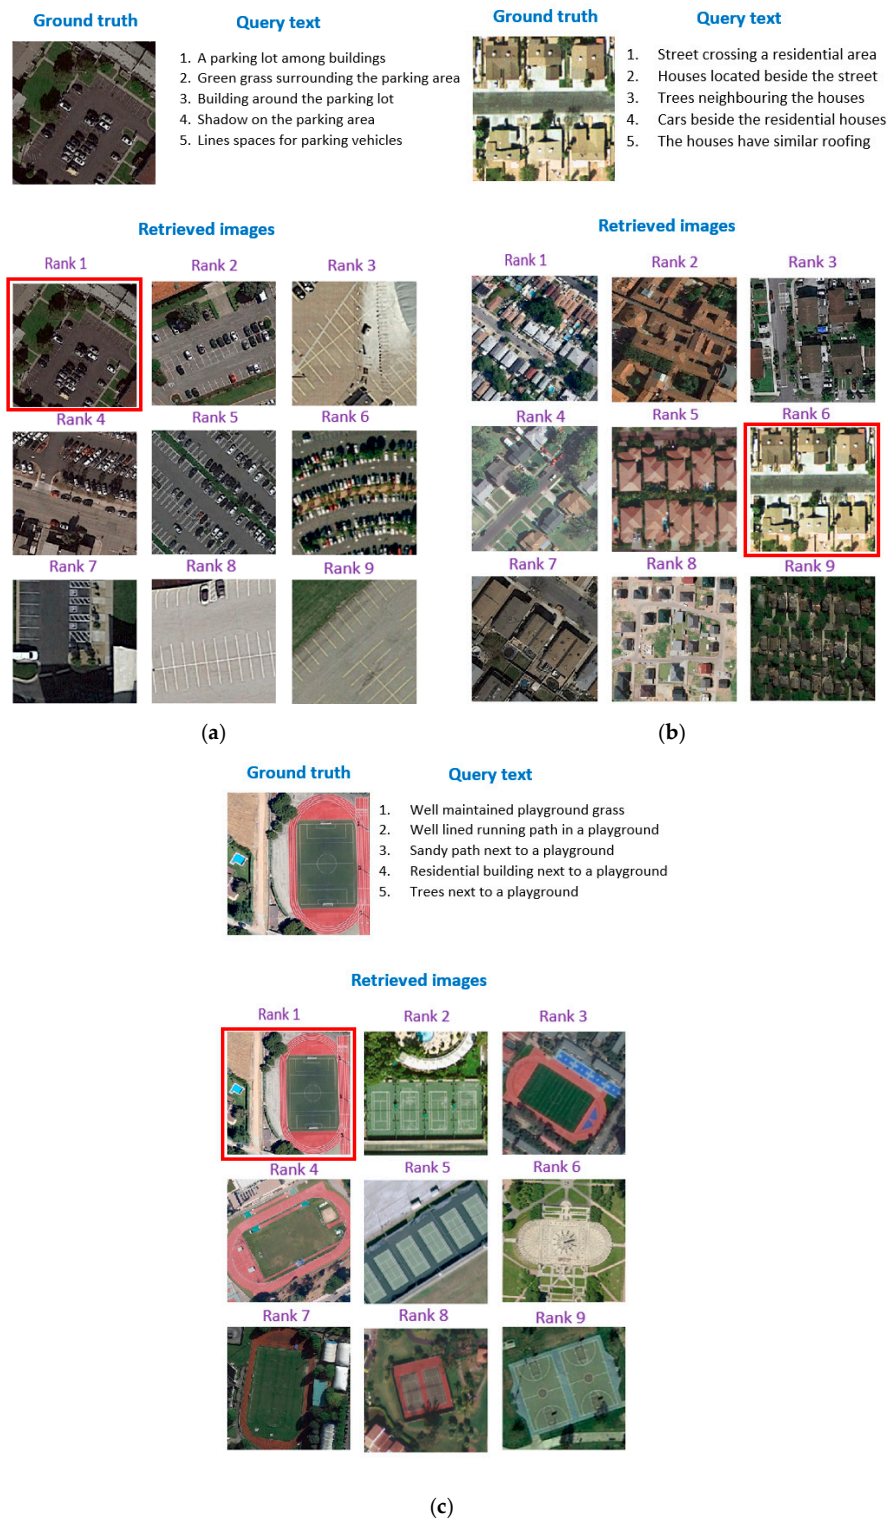 Ground truth
Query text
1. A parking lot among buildings
2. Green grass surrounding the parking area
3. Building around the parking lot
4. Shadow on the parking area
5. Lines spaces for parking vehicles
Retrieved images
Rank 1
Rank 2
Rank 3
Rank 4
Rank 5
Rank 6
Rank 7
Rank 8
Rank 9
(a)
Ground truth
Query text
1. Street crossing a residential area
2. Houses located beside the street
3. Trees neighbouring the houses
4. Cars beside the residential houses
5. The houses have similar roofing
Retrieved images
Rank 1
Rank 2
Rank 3
Rank 4
Rank 5
Rank 6
Rank 7
Rank 8
Rank 9
(b)
Ground truth
Query text
1. Well maintained playground grass
2. Well lined running path in a playground
3. Sandy path next to a playground
4. Residential building next to a playground
5. Trees next to a playground
Retrieved images
Rank 1
Rank 2
Rank 3
Rank 4
Rank 5
Rank 6
Rank 7
Rank 8
Rank 9
(c)